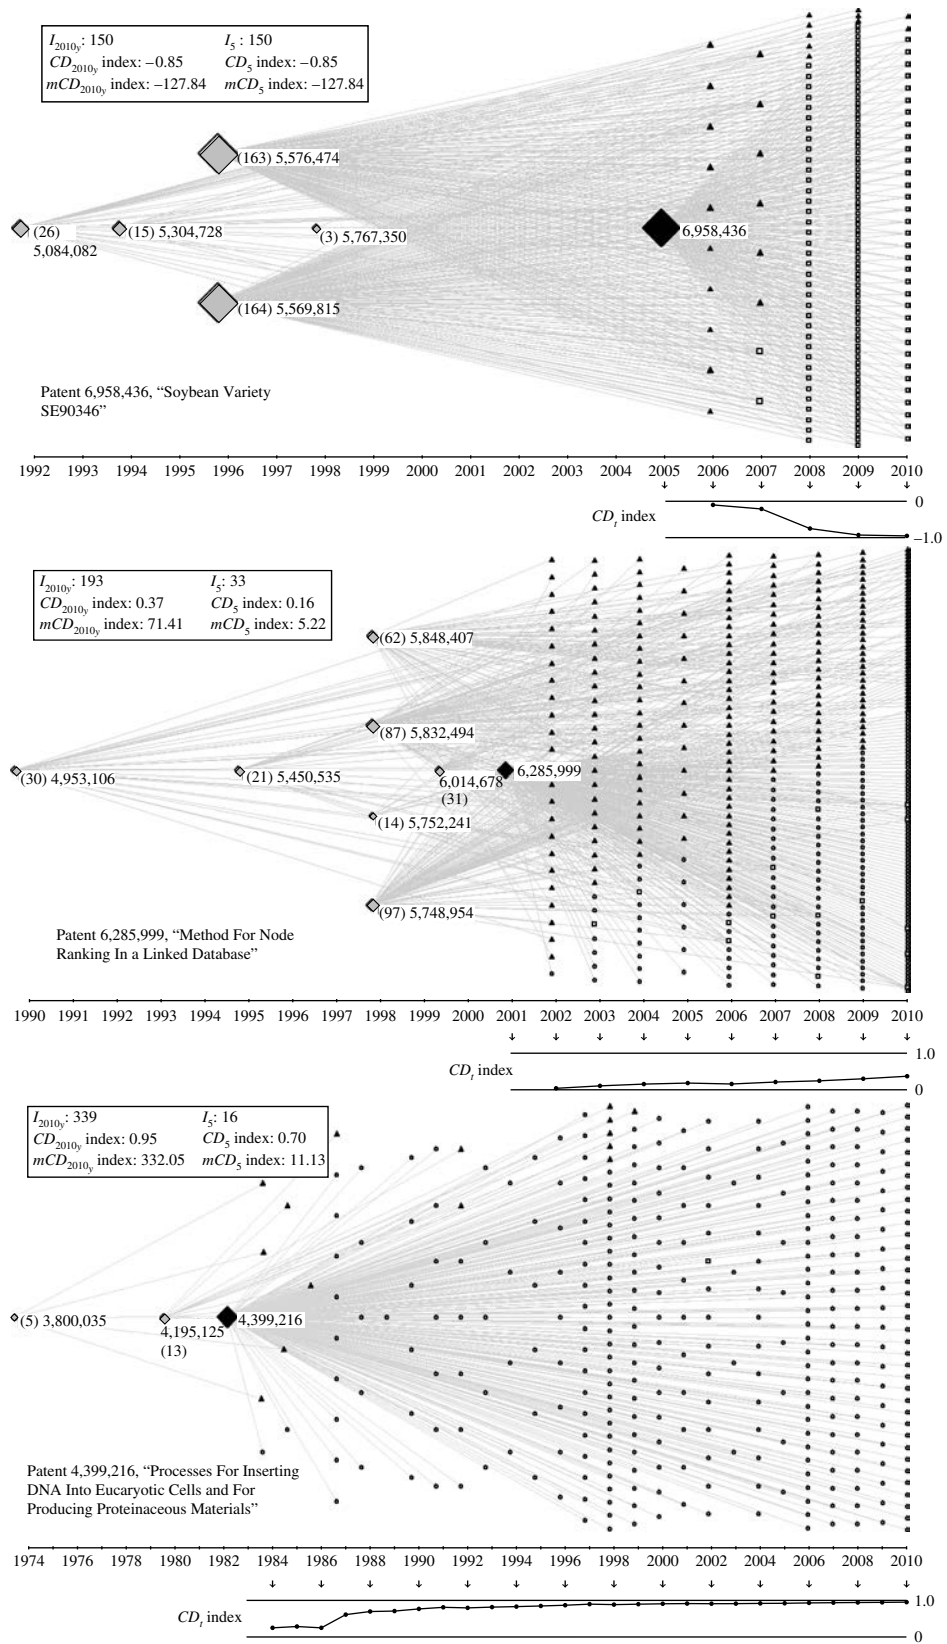 I2010y: 150 I5 : 150
CD2010y index: –0.85 CD5 index: –0.85
mCD2010y index: –127.84 mCD5 index: –127.84
(163) 5,576,474
(26)
5,084,082
(15) 5,304,728
(3) 5,767,350
6,958,436
(164) 5,569,815
Patent 6,958,436, “Soybean Variety
SE90346”
1992 1993 1994 1995 1996 1997 1998 1999 2000 2001 2002 2003 2004 2005 2006 2007 2008 2009 2010
CDt index
0
–1.0
I2010y: 193 I5: 33
CD2010y index: 0.37 CD5 index: 0.16
mCD2010y index: 71.41 mCD5 index: 5.22
(62) 5,848,407
(87) 5,832,494
(30) 4,953,106
(21) 5,450,535
6,014,678
(31)
6,285,999
(14) 5,752,241
(97) 5,748,954
Patent 6,285,999, “Method For Node
Ranking In a Linked Database”
1990 1991 1992 1993 1994 1995 1996 1997 1998 1999 2000 2001 2002 2003 2004 2005 2006 2007 2008 2009 2010
1.0
CDt index
0
I2010y: 339 I5: 16
CD2010y index: 0.95 CD5 index: 0.70
mCD2010y index: 332.05 mCD5 index: 11.13
(5) 3,800,035
4,195,125
(13)
4,399,216
Patent 4,399,216, “Processes For Inserting
DNA Into Eucaryotic Cells and For
Producing Proteinaceous Materials”
1974 1976 1978 1980 1982 1984 1986 1988 1990 1992 1994 1996 1998 2000 2002 2004 2006 2008 2010
1.0
CDt index
0